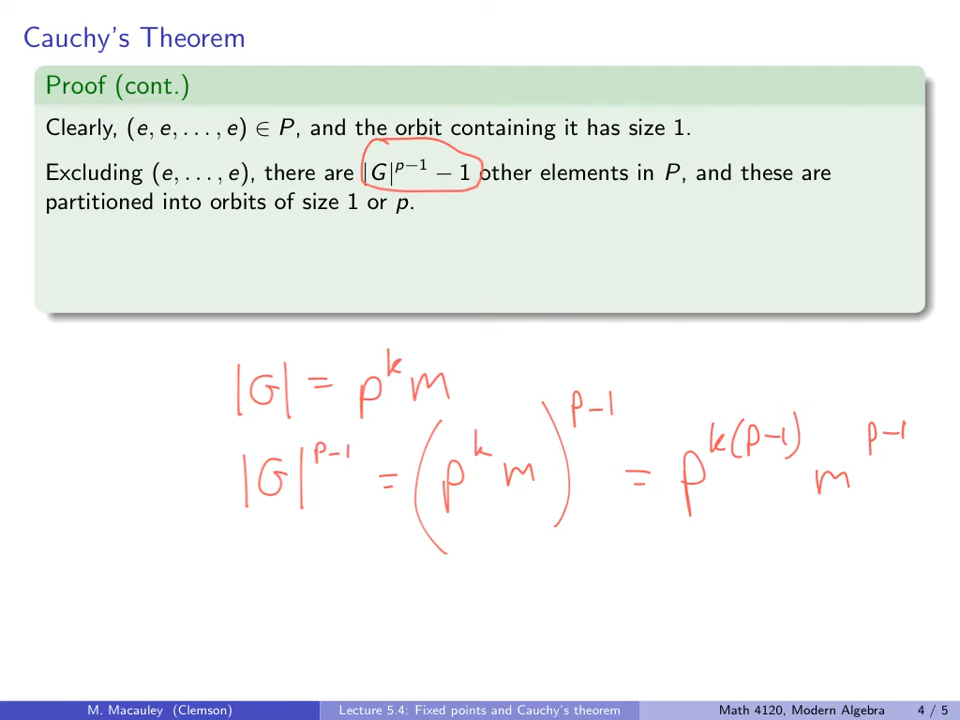 Cauchy's Theorem
Proof (cont.)
Clearly, (e, e, . . . , e) ∈ P, and the orbit containing it has size 1.
Excluding (e, . . . , e), there are |G|^{p−1} − 1 other elements in P, and these are
partitioned into orbits of size 1 or p.
|G| = p^k m
|G|^{p−1} = (p^k m)^{p−1} = p^{k(p−1)} m^{p−1}
M. Macauley (Clemson) Lecture 5.4: Fixed points and Cauchy's theorem Math 4120, Modern Algebra 4 / 5